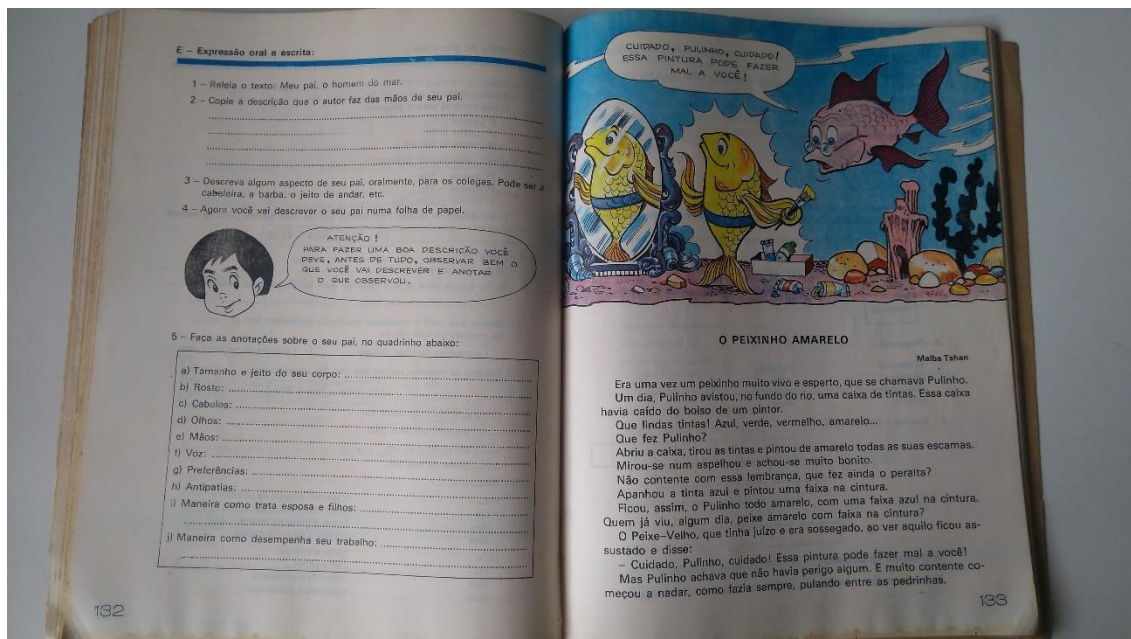 E – Expressão oral e escrita:
1 – Releia o texto: Meu pai, o homem do mar.
2 – Copie a descrição que o autor faz das mãos de seu pai.
3 – Descreva algum aspecto de seu pai, oralmente, para os colegas. Pode ser a
cabeleira, a barba, o jeito de andar, etc.
4 – Agora você vai descrever o seu pai numa folha de papel.
ATENÇÃO !
PARA FAZER UMA BOA DESCRIÇÃO VOCÊ
DEVE, ANTES DE TUDO, OBSERVAR BEM O
QUE VOCÊ VAI DESCREVER E ANOTAR
O QUE OBSERVOU.
5 – Faça as anotações sobre o seu pai, no quadrinho abaixo:
a) Tamanho e jeito do seu corpo:
b) Rosto:
c) Cabelos:
d) Olhos:
e) Mãos:
f) Voz:
g) Preferências:
h) Antipatias:
i) Maneira como trata esposa e filhos:
j) Maneira como desempenha seu trabalho:
132
CUIDADO, PULINHO, CUIDADO!
ESSA PINTURA PODE FAZER
MAL A VOCÊ!
O PEIXINHO AMARELO
Malba Tahan
Era uma vez um peixinho muito vivo e esperto, que se chamava Pulinho.
Um dia, Pulinho avistou, no fundo do rio, uma caixa de tintas. Essa caixa
havia caído do bolso de um pintor.
Que lindas tintas! Azul, verde, vermelho, amarelo...
Que fez Pulinho?
Abriu a caixa, tirou as tintas e pintou de amarelo todas as suas escamas.
Mirou-se num espelhou e achou-se muito bonito.
Não contente com essa lembrança, que fez ainda o peralta?
Apanhou a tinta azul e pintou uma faixa na cintura.
Ficou, assim, o Pulinho todo amarelo, com uma faixa azul na cintura.
Quem já viu, algum dia, peixe amarelo com faixa na cintura?
O Peixe-Velho, que tinha juízo e era sossegado, ao ver aquilo ficou as-
sustado e disse:
– Cuidado, Pulinho, cuidado! Essa pintura pode fazer mal a você!
Mas Pulinho achava que não havia perigo algum. E muito contente co-
meçou a nadar, como fazia sempre, pulando entre as pedrinhas.
133